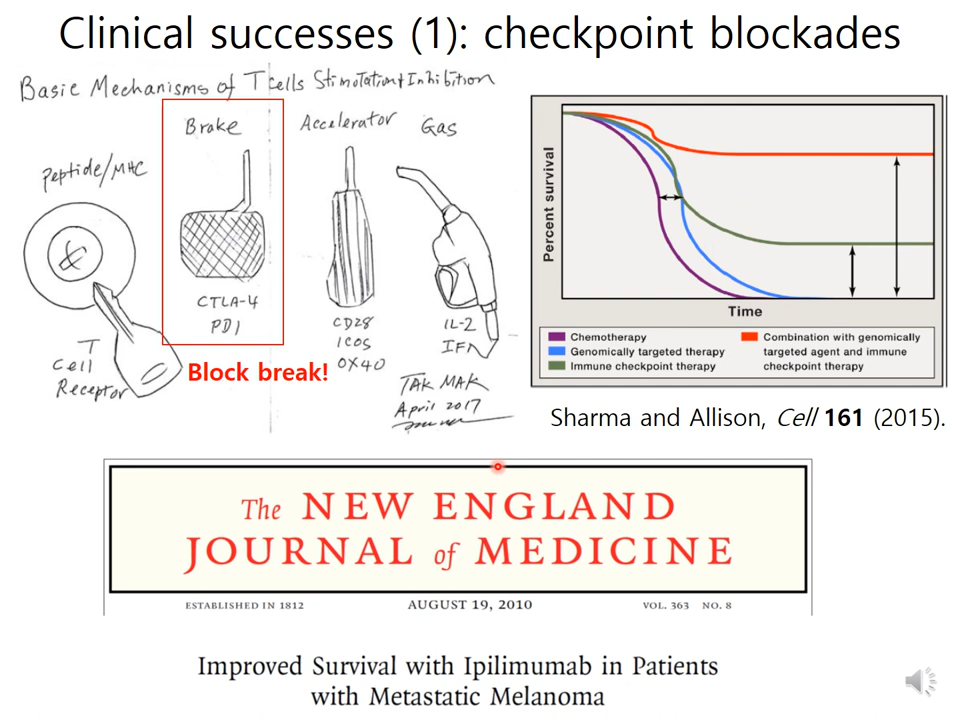 Clinical successes (1): checkpoint blockades
Basic Mechanisms of T Cells Stimulation & Inhibition
Peptide/MHC
Brake
Accelerator
Gas
CTLA-4
PD1
CD28
ICOS
OX40
IL-2
IFN
T
Cell
Receptor
Block break!
TAK MAK
April 2017
Percent survival
Time
Chemotherapy
Genomically targeted therapy
Immune checkpoint therapy
Combination with genomically
targeted agent and immune
checkpoint therapy
Sharma and Allison, Cell 161 (2015).
The NEW ENGLAND
JOURNAL of MEDICINE
ESTABLISHED IN 1812
AUGUST 19, 2010
VOL. 363 NO. 8
Improved Survival with Ipilimumab in Patients
with Metastatic Melanoma